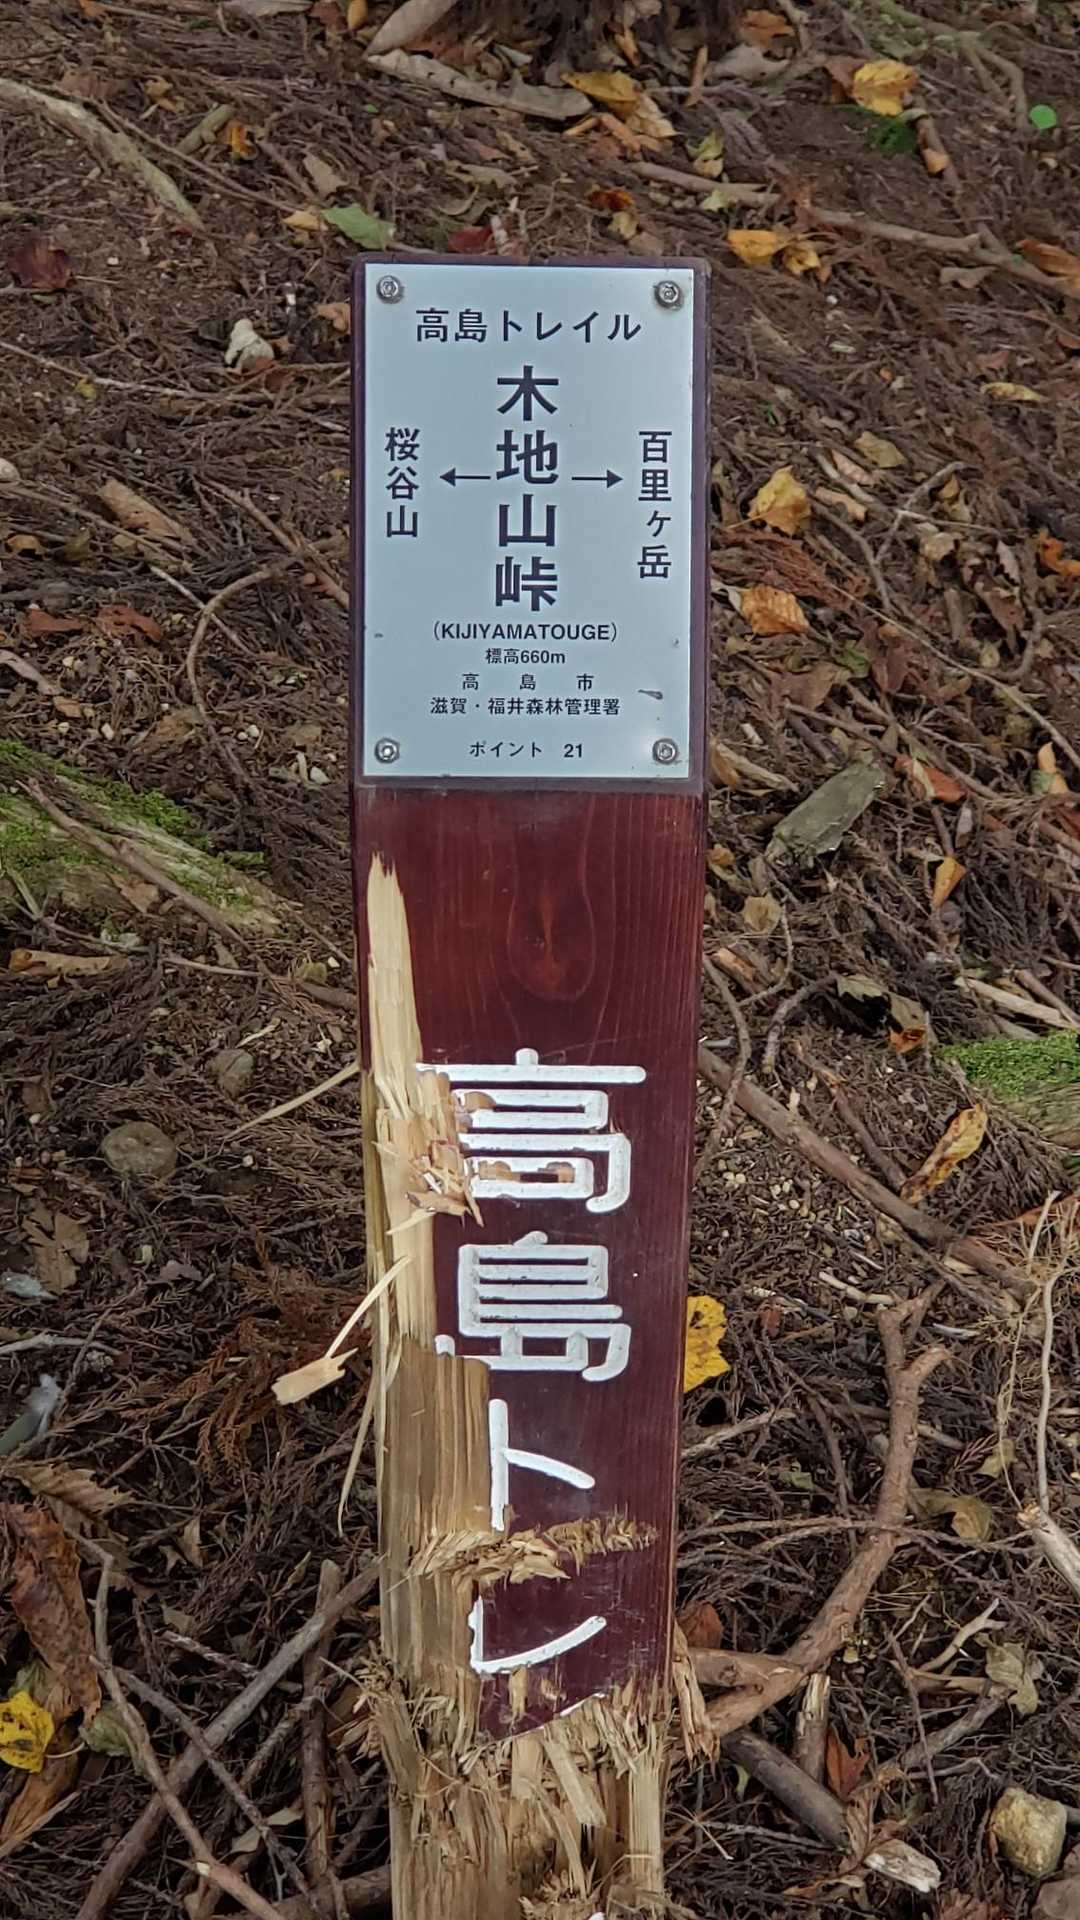 高島トレイル
木地山峠
桜谷山 ← → 百里ヶ岳
(KIJIYAMATOUGE)
標高660m
高島市
滋賀・福井森林管理署
ポイント 21
高島トレ